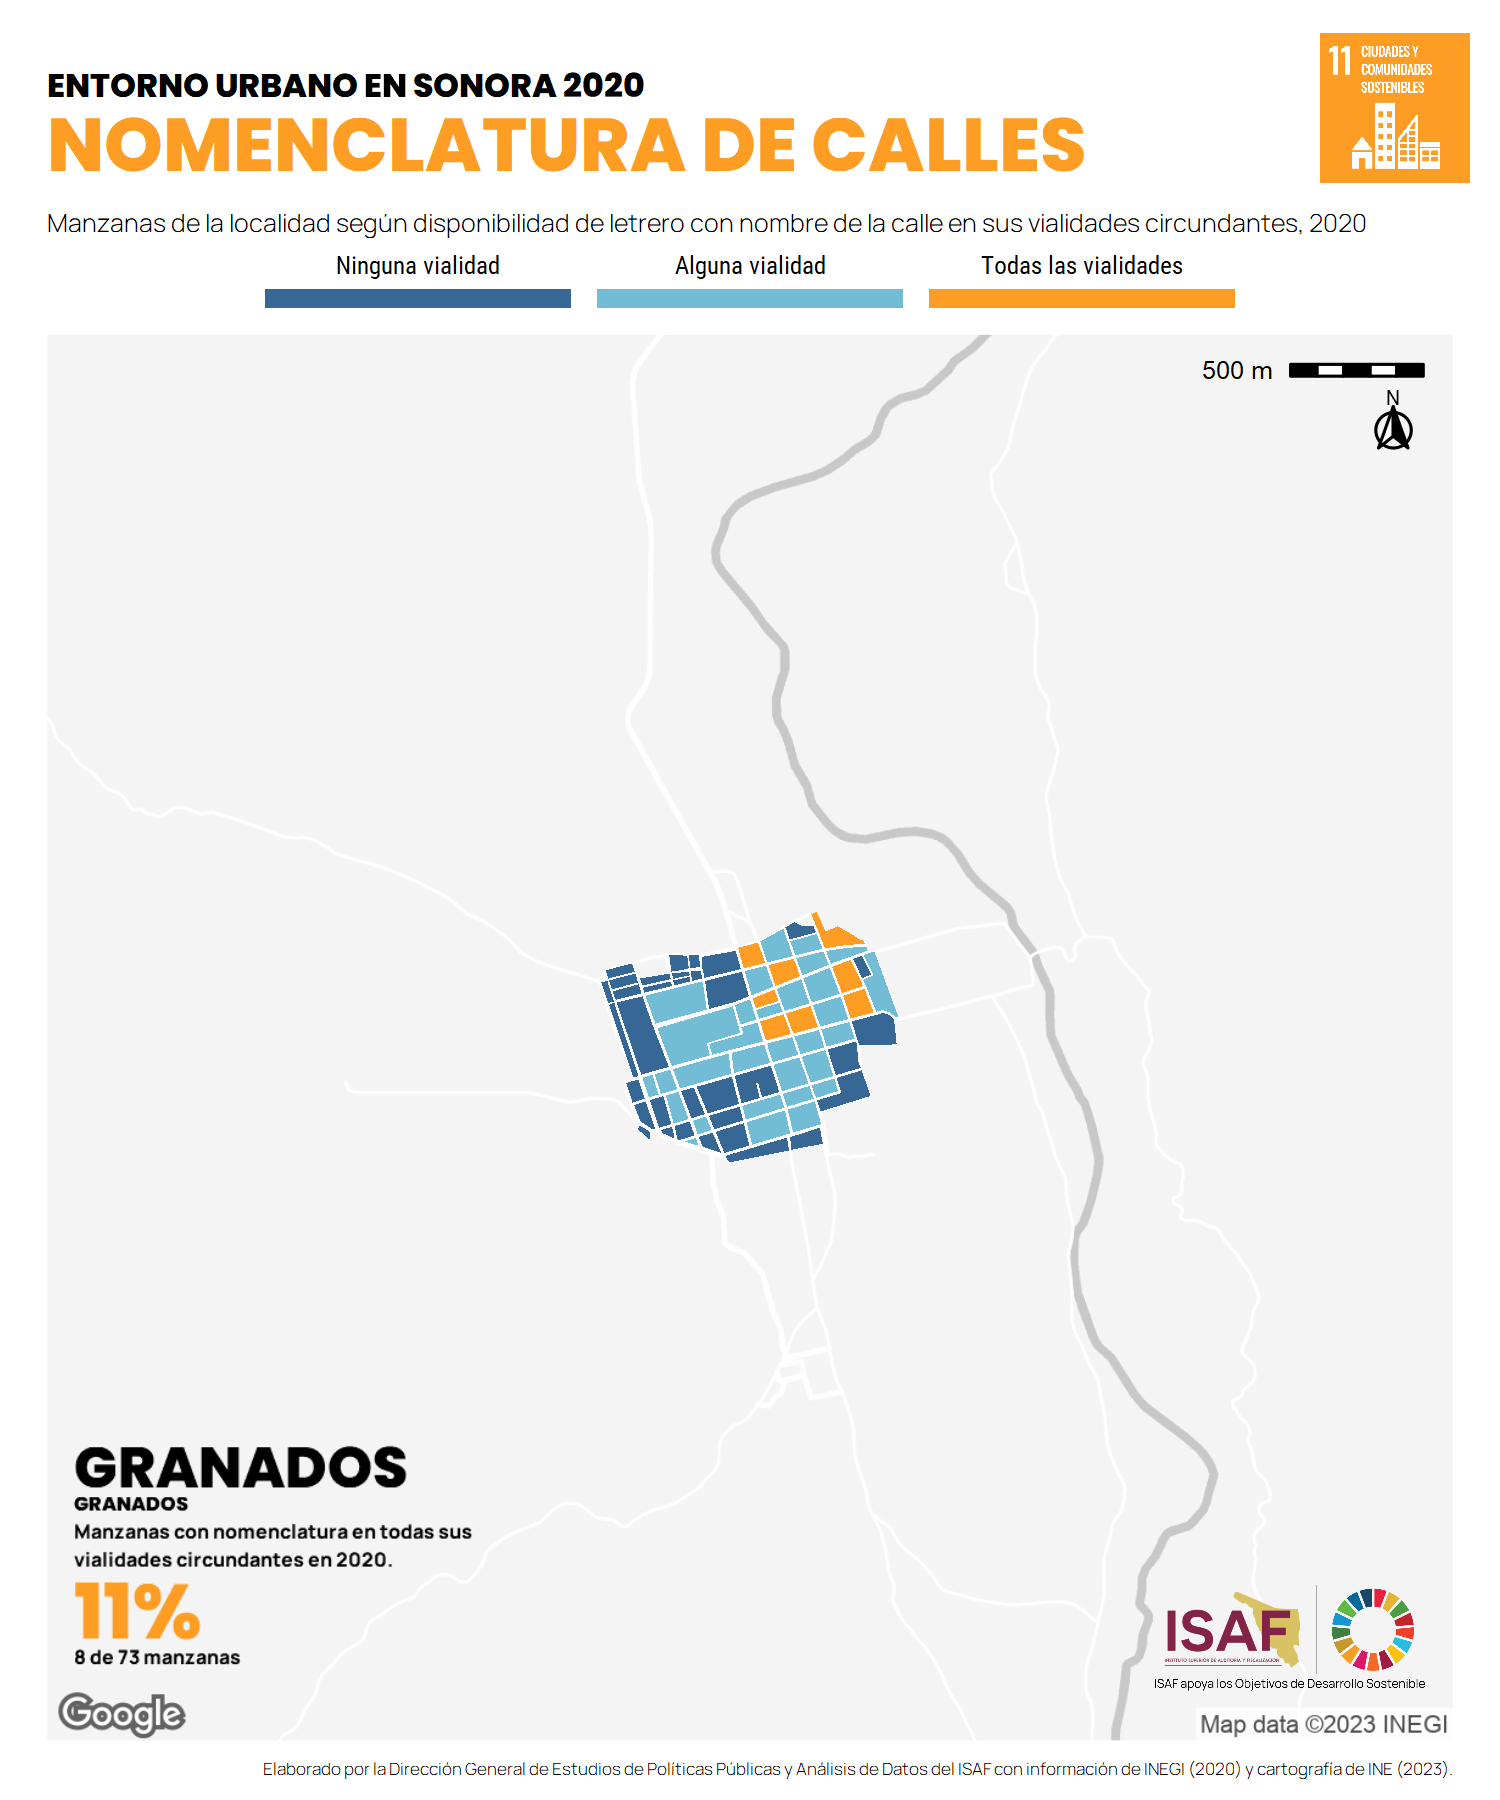 ENTORNO URBANO EN SONORA 2020
NOMENCLATURA DE CALLES
11 CIUDADES Y
COMUNIDADES
SOSTENIBLES
Manzanas de la localidad según disponibilidad de letrero con nombre de la calle en sus vialidades circundantes, 2020
Ninguna vialidad
Alguna vialidad
Todas las vialidades
500 m
N
GRANADOS
GRANADOS
Manzanas con nomenclatura en todas sus
vialidades circundantes en 2020.
11%
8 de 73 manzanas
ISAF
INSTITUTO SUPERIOR DE AUDITORÍA Y FISCALIZACIÓN
ISAF apoya los Objetivos de Desarrollo Sostenible
Google
Map data ©2023 INEGI
Elaborado por la Dirección General de Estudios de Políticas Públicas y Análisis de Datos del ISAF con información de INEGI (2020) y cartografía de INE (2023).